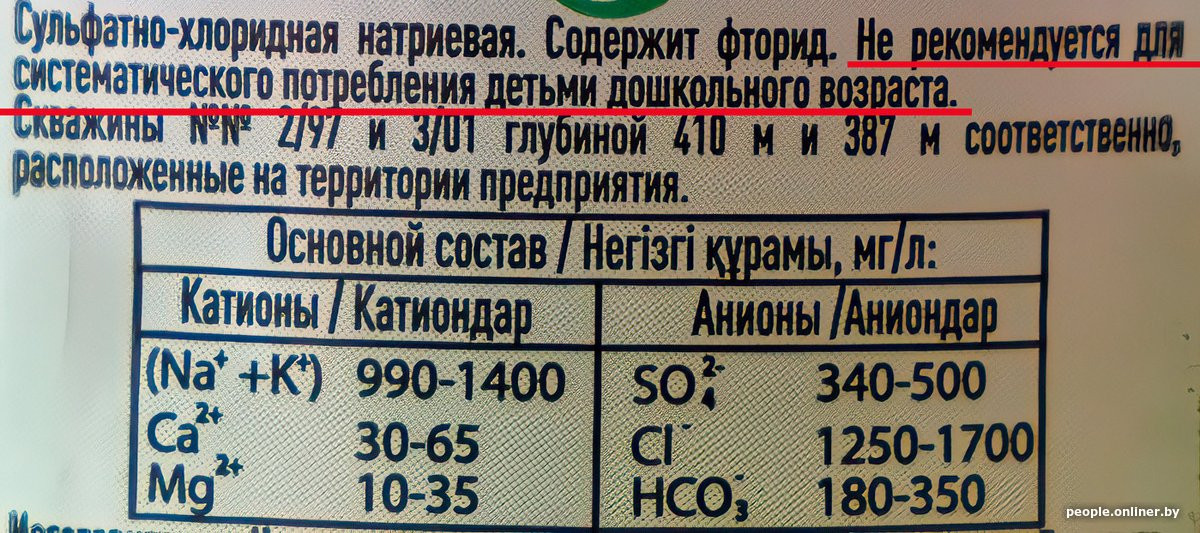 Сульфатно-хлоридная натриевая. Содержит фторид. Не рекомендуется для
систематического потребления детьми дошкольного возраста.
Скважины №№ 2/97 и 3/01 глубиной 410 м и 387 м соответственно,
расположенные на территории предприятия.
Основной состав / Негізгі құрамы, мг/л:
Катионы / Катиондар Анионы /Аниондар
(Na⁺ +K⁺) 990-1400 SO₄²⁻ 340-500
Ca²⁺ 30-65 Cl⁻ 1250-1700
Mg²⁺ 10-35 HCO₃⁻ 180-350
people.onliner.by